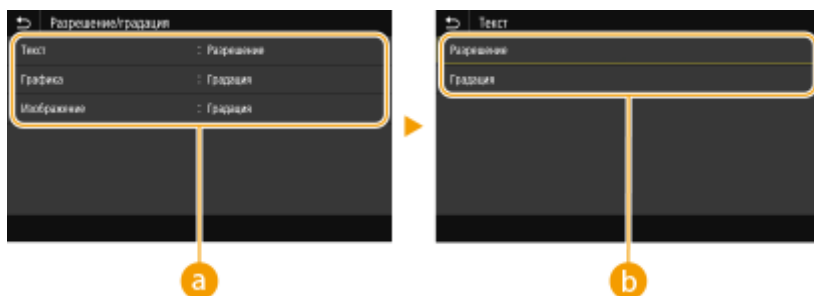 Разрешение/градация
Текст : Разрешение
Графика : Градация
Изображение : Градация
a
Текст
Разрешение
Градация
b